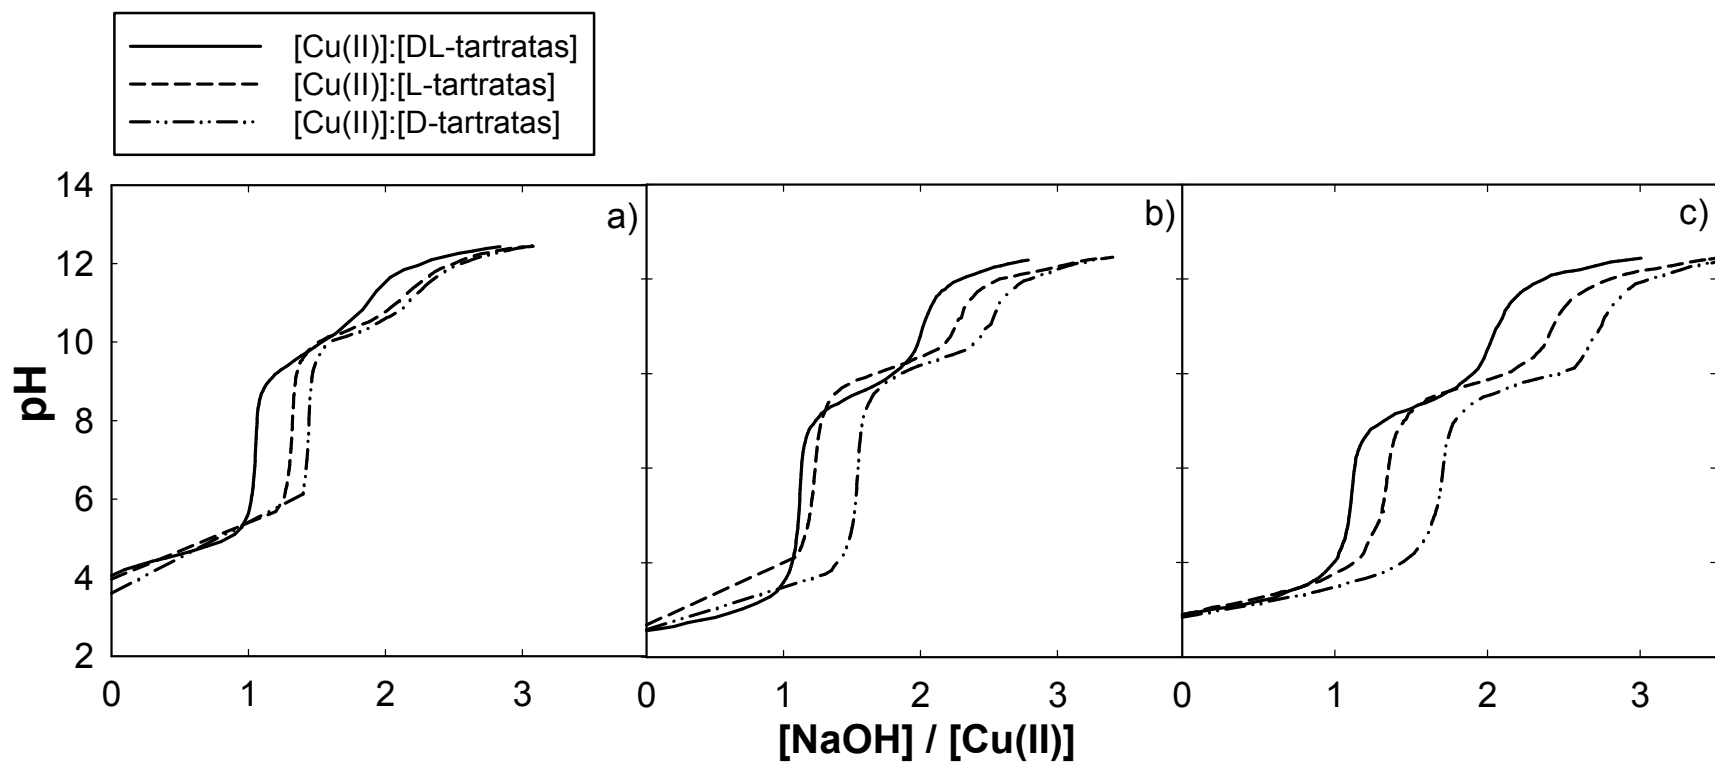 [Cu(II)]:[DL-tartratas]
[Cu(II)]:[L-tartratas]
[Cu(II)]:[D-tartratas]
a)
b)
c)
pH
14
12
10
8
6
4
2
0 1 2 3
0 1 2 3
0 1 2 3
[NaOH] / [Cu(II)]